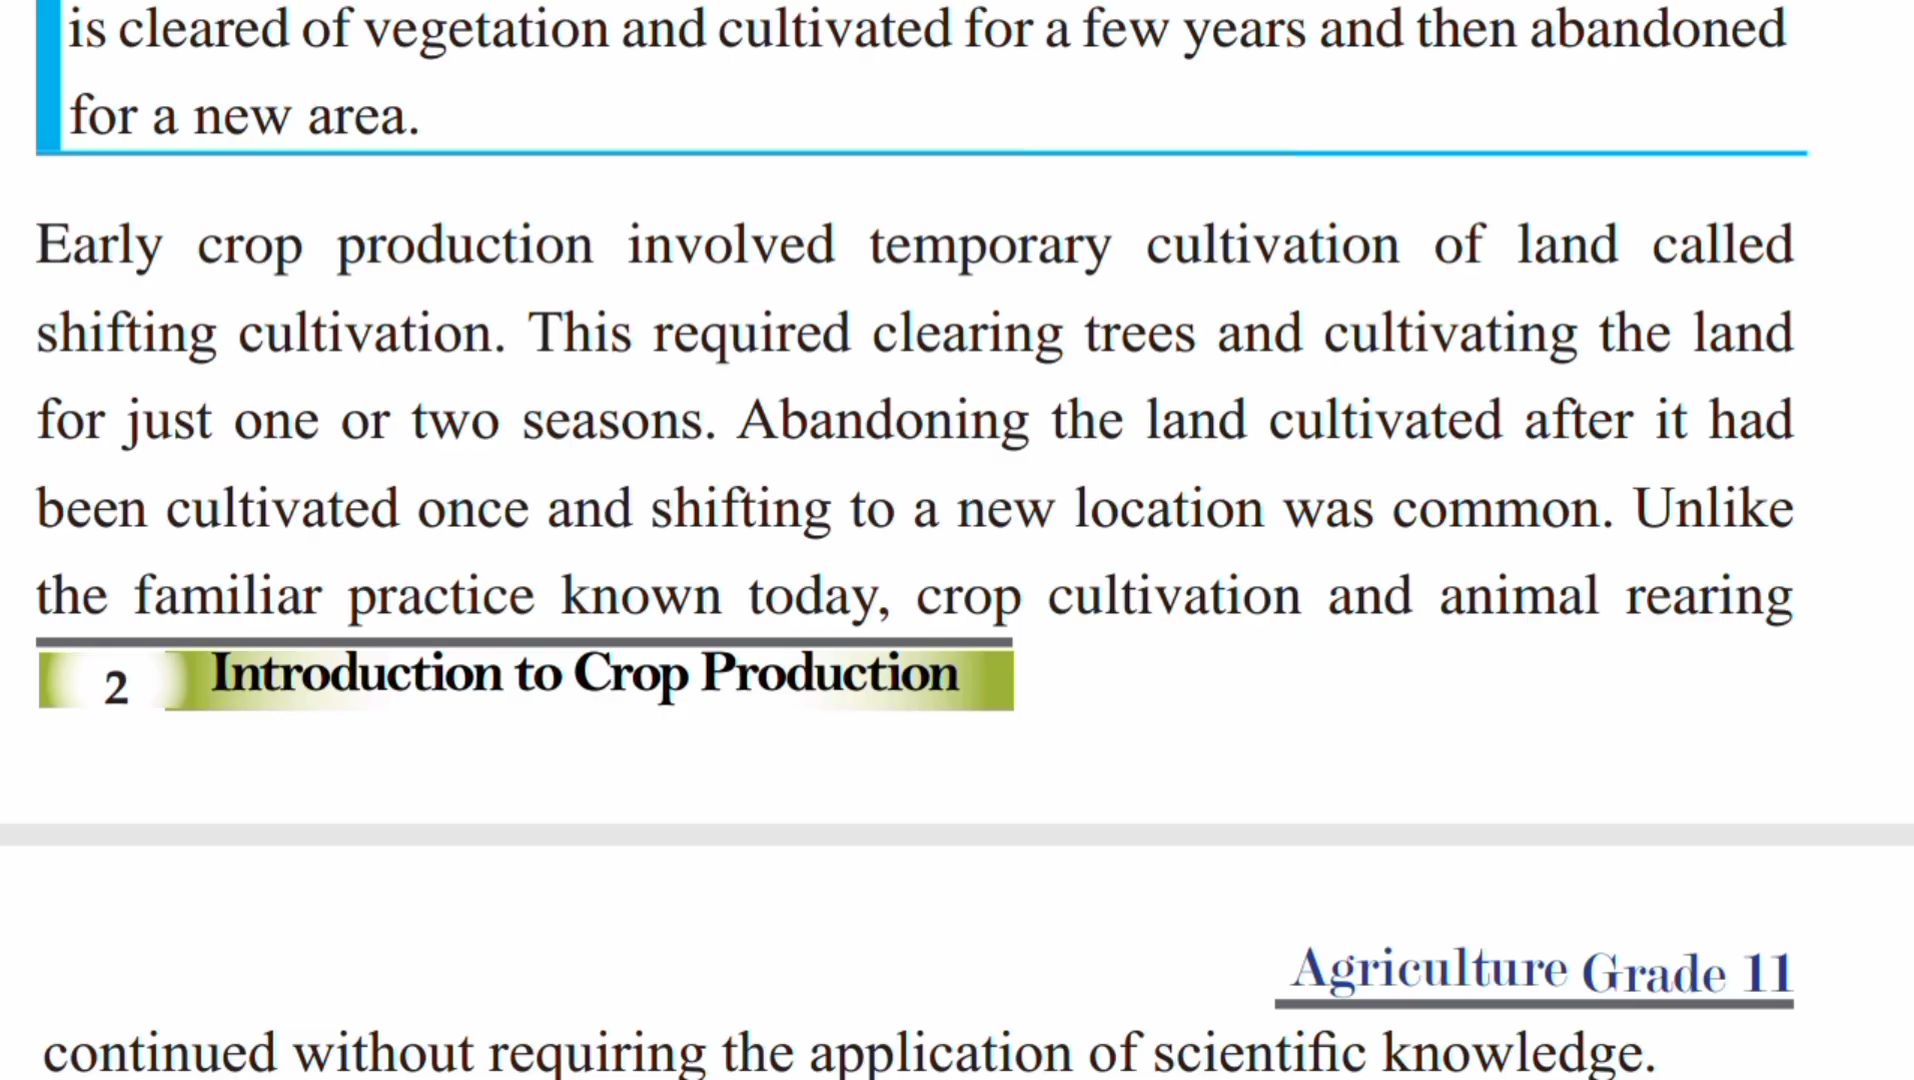 is cleared of vegetation and cultivated for a few years and then abandoned
for a new area.
Early crop production involved temporary cultivation of land called
shifting cultivation. This required clearing trees and cultivating the land
for just one or two seasons. Abandoning the land cultivated after it had
been cultivated once and shifting to a new location was common. Unlike
the familiar practice known today, crop cultivation and animal rearing
2 Introduction to Crop Production
Agriculture Grade 11
continued without requiring the application of scientific knowledge.